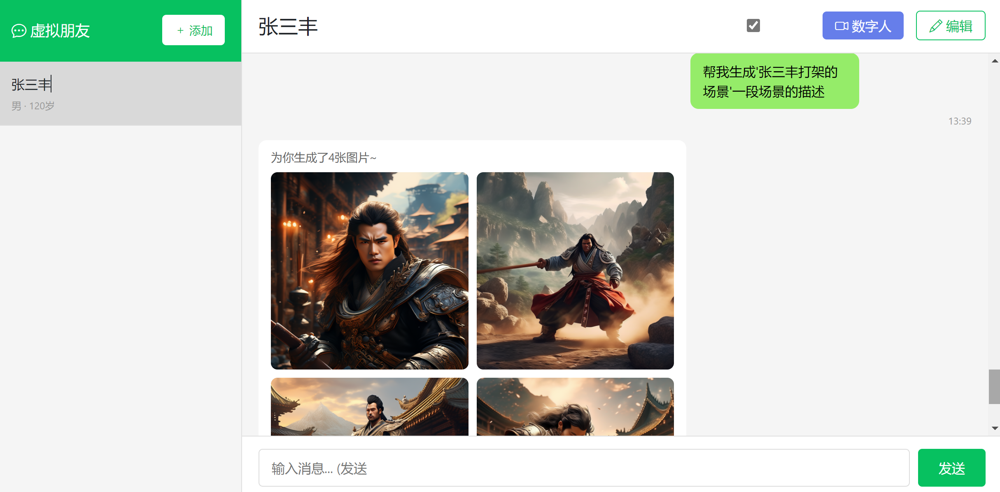 虚拟朋友
+ 添加
张三丰
男 · 120岁
张三丰
数字人
编辑
帮我生成'张三丰打架的
场景'一段场景的描述
13:39
为你生成了4张图片~
输入消息... (发送
发送